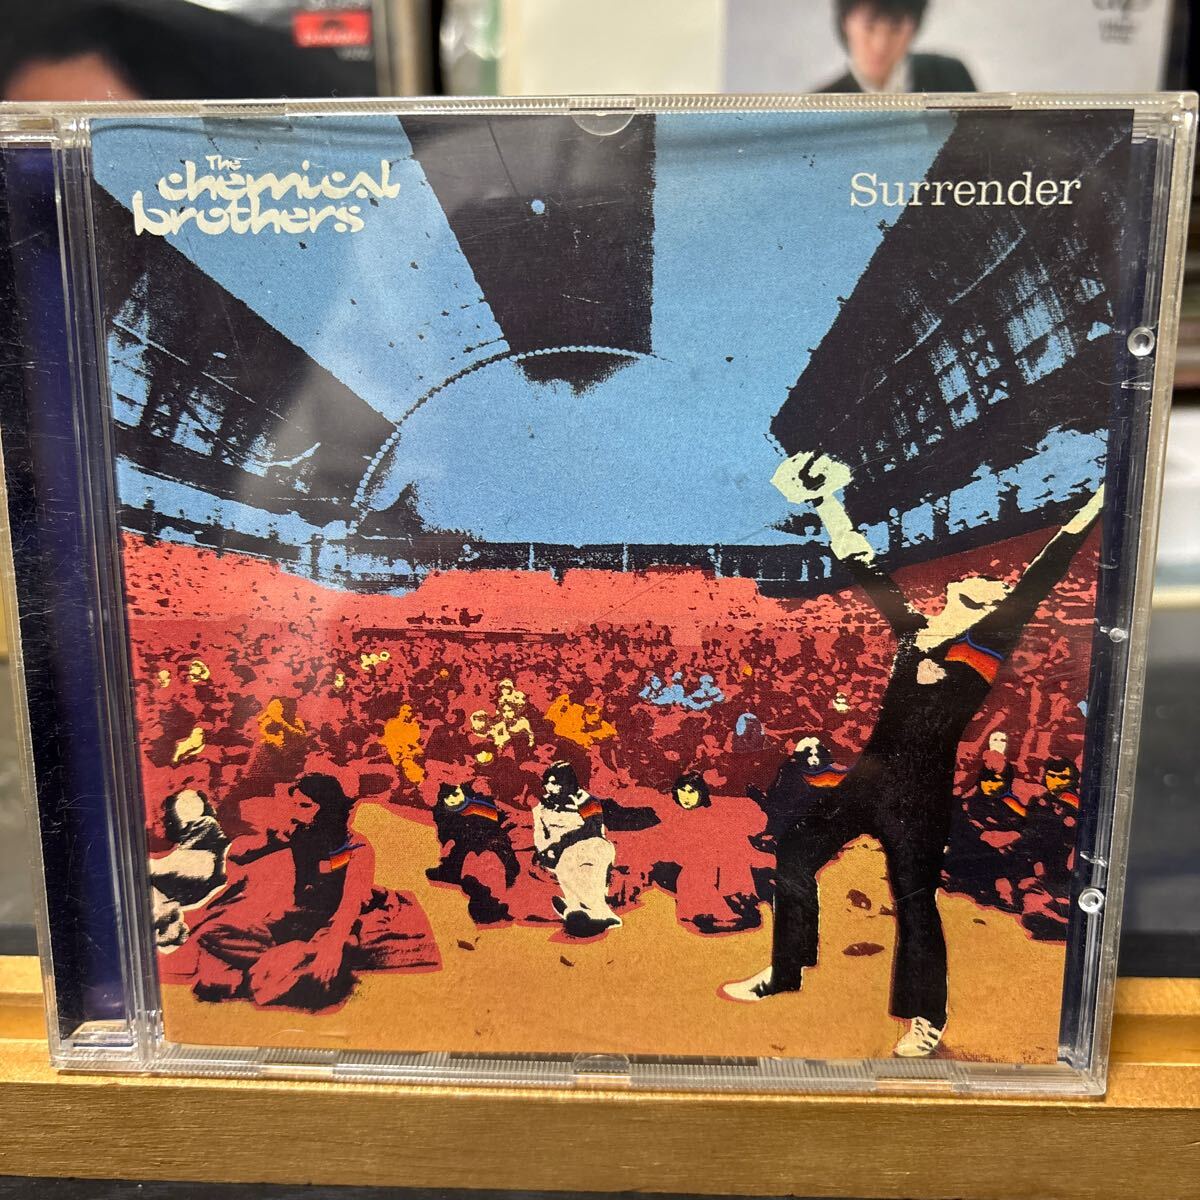 The
chemical
brothers
Surrender